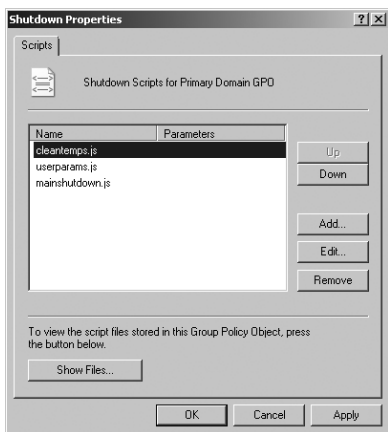 Shutdown Properties
Scripts
Shutdown Scripts for Primary Domain GPO
Name Parameters
cleantemps.js
userparams.js
mainshutdown.js
Up
Down
Add...
Edit...
Remove
To view the script files stored in this Group Policy Object, press
the button below.
Show Files...
OK Cancel Apply